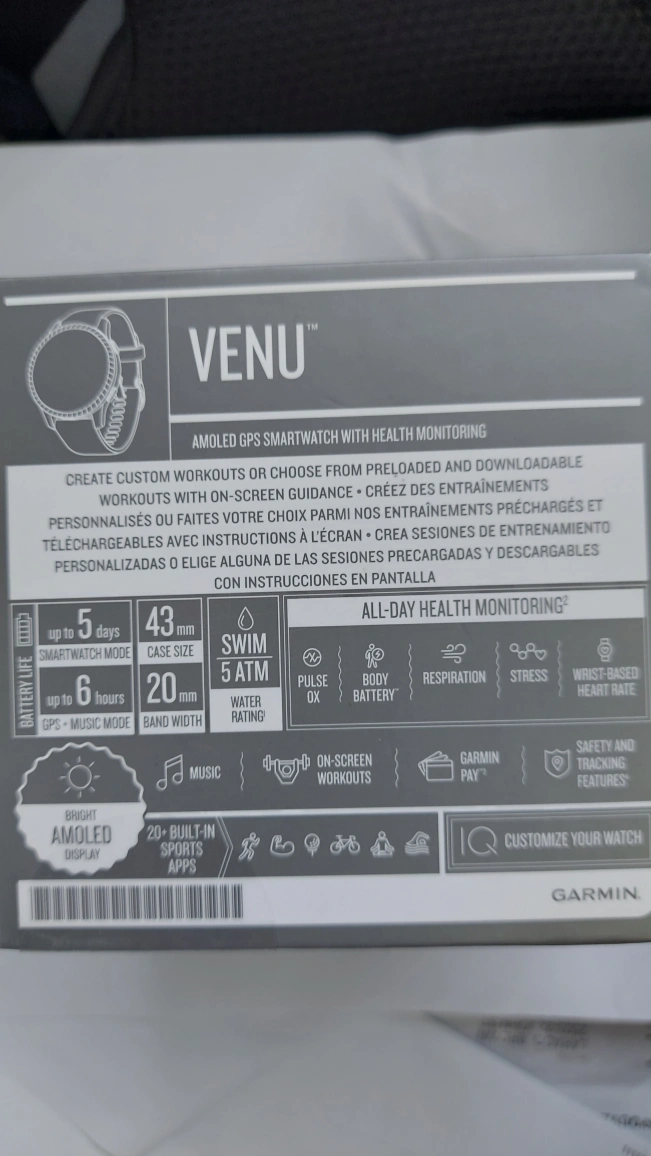 VENU™
AMOLED GPS SMARTWATCH WITH HEALTH MONITORING
CREATE CUSTOM WORKOUTS OR CHOOSE FROM PRELOADED AND DOWNLOADABLE
WORKOUTS WITH ON-SCREEN GUIDANCE • CRÉEZ DES ENTRAÎNEMENTS
PERSONNALISÉS OU FAITES VOTRE CHOIX PARMI NOS ENTRAÎNEMENTS PRÉCHARGÉS ET
TÉLÉCHARGEABLES AVEC INSTRUCTIONS À L'ÉCRAN • CREA SESIONES DE ENTRENAMIENTO
PERSONALIZADAS O ELIGE ALGUNA DE LAS SESIONES PRECARGADAS Y DESCARGABLES
CON INSTRUCCIONES EN PANTALLA
BATTERY LIFE
up to 5 days
SMARTWATCH MODE
up to 6 hours
GPS + MUSIC MODE
43 mm
CASE SIZE
20 mm
BAND WIDTH
SWIM
5 ATM
WATER
RATING¹
ALL-DAY HEALTH MONITORING²
PULSE
OX
BODY
BATTERY™
RESPIRATION
STRESS
WRIST-BASED
HEART RATE
BRIGHT
AMOLED
DISPLAY
MUSIC
ON-SCREEN
WORKOUTS
GARMIN
PAY™
SAFETY AND
TRACKING
FEATURES⁴
20+ BUILT-IN
SPORTS
APPS
IQ CUSTOMIZE YOUR WATCH
GARMIN.